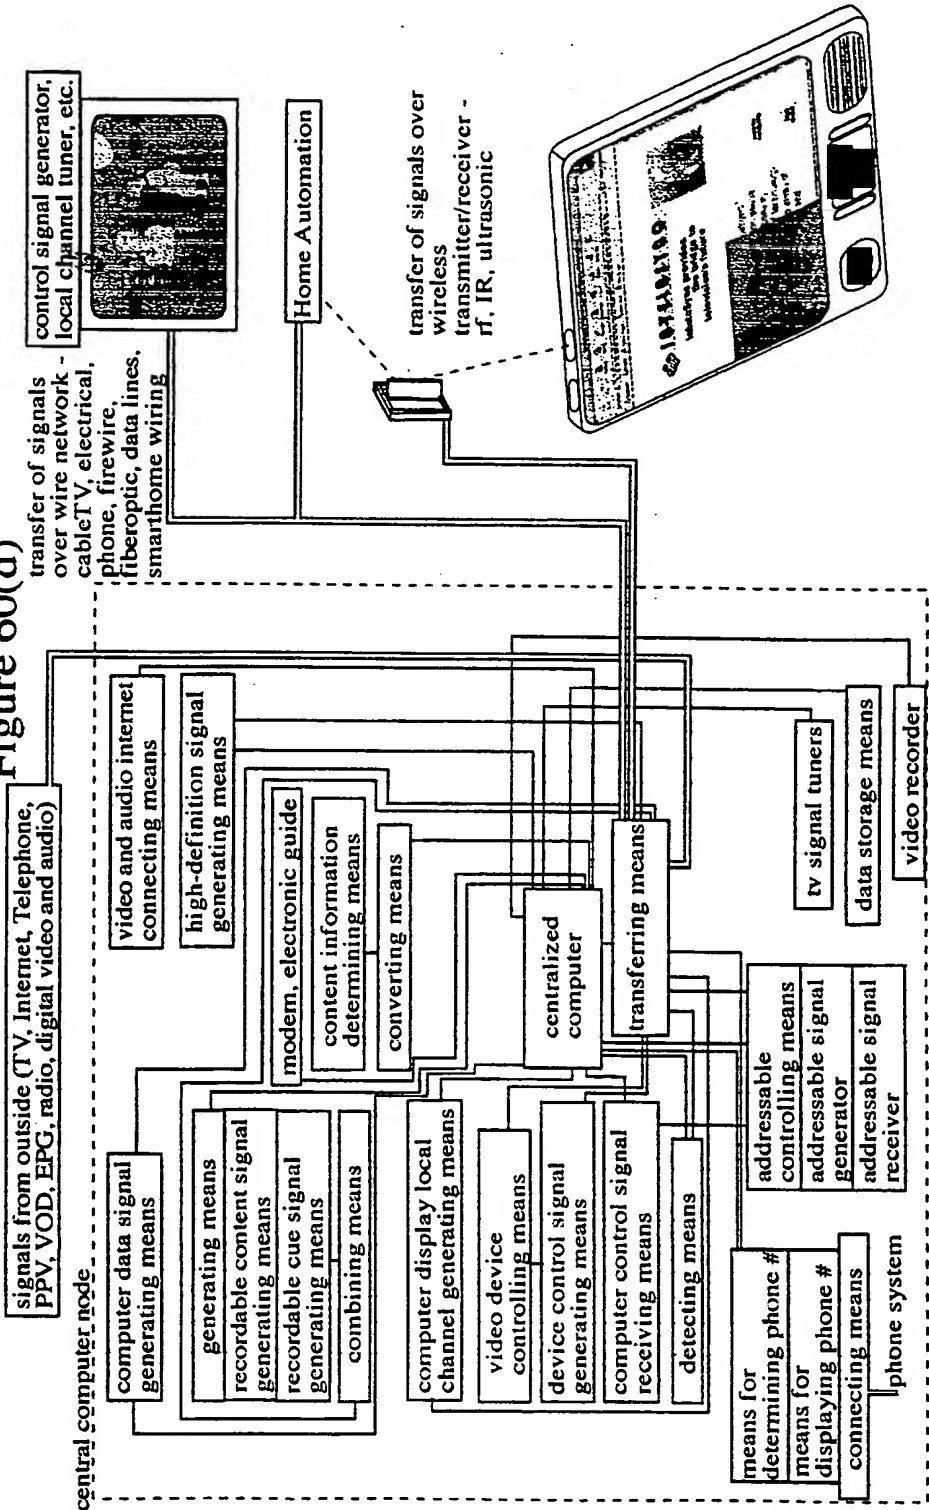 Figure 60(d)
signals from outside (TV, Internet, Telephone,
PPV, VOD, EPG, radio, digital video and audio)
central computer node
computer data signal
generating means
generating means
recordable content signal
generating means
recordable cue signal
generating means
combining means
computer display local
channel generating means
video device
controlling means
device control signal
generating means
computer control signal
receiving means
detecting means
means for
determining phone #
means for
displaying phone #
connecting means
phone system
video and audio internet
connecting means
high-definition signal
generating means
modem, electronic guide
content information
determining means
converting means
centralized
computer
transferring means
addressable
controlling means
addressable signal
generator
addressable signal
receiver
tv signal tuners
data storage means
video recorder
transfer of signals
over wire network -
cableTV, electrical,
phone, firewire,
fiberoptic, data lines,
smarthome wiring
control signal generator,
local channel tuner, etc.
Home Automation
transfer of signals over
wireless
transmitter/receiver -
rf, IR, ultrasonic